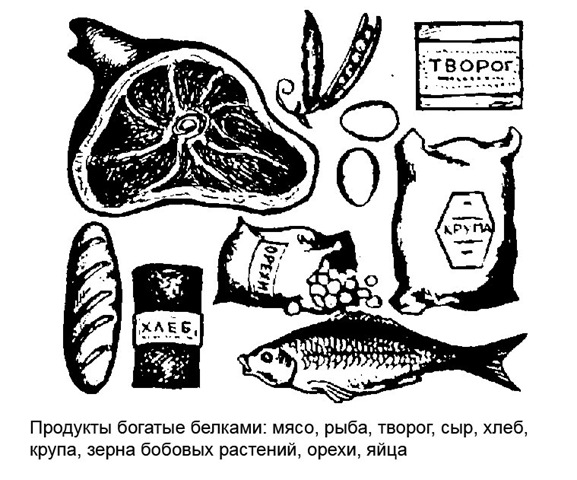 ТВОРОГ
КРУПА
ОРЕХИ
ХЛЕБ
Продукты богатые белками: мясо, рыба, творог, сыр, хлеб,
крупа, зерна бобовых растений, орехи, яйца